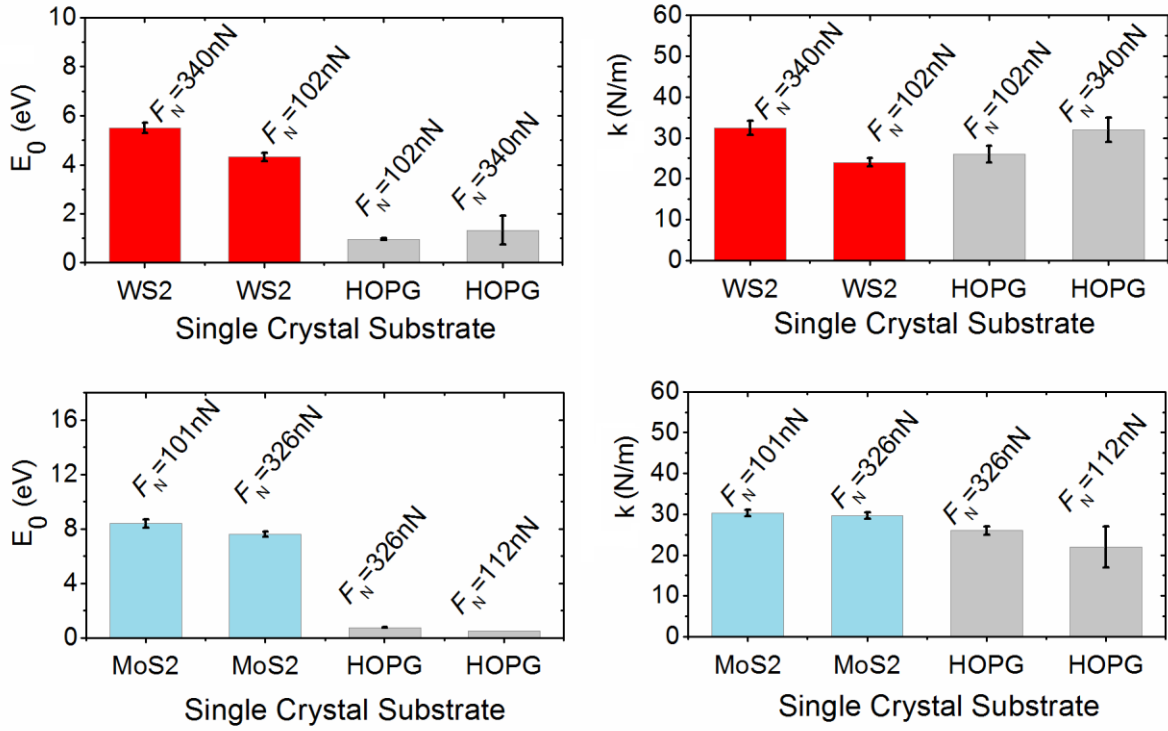 E0 (eV)
10
8
6
4
2
0
FN=340nN
FN=102nN
FN=102nN
FN=340nN
WS2 WS2 HOPG HOPG
Single Crystal Substrate
k (N/m)
60
50
40
30
20
10
0
FN=340nN
FN=102nN
FN=102nN
FN=340nN
WS2 WS2 HOPG HOPG
Single Crystal Substrate
E0 (eV)
16
12
8
4
0
FN=101nN
FN=326nN
FN=326nN
FN=112nN
MoS2 MoS2 HOPG HOPG
Single Crystal Substrate
k (N/m)
60
50
40
30
20
10
0
FN=101nN
FN=326nN
FN=326nN
FN=112nN
MoS2 MoS2 HOPG HOPG
Single Crystal Substrate